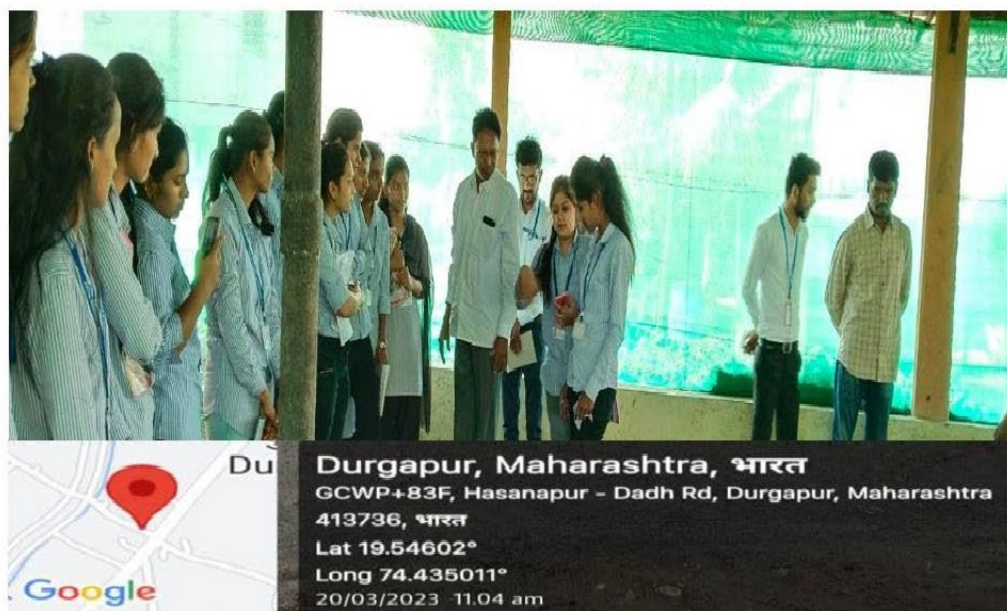 Du
Google
Durgapur, Maharashtra, भारत
GCWP+83F, Hasanapur - Dadh Rd, Durgapur, Maharashtra
413736, भारत
Lat 19.54602°
Long 74.435011°
20/03/2023 11.04 am